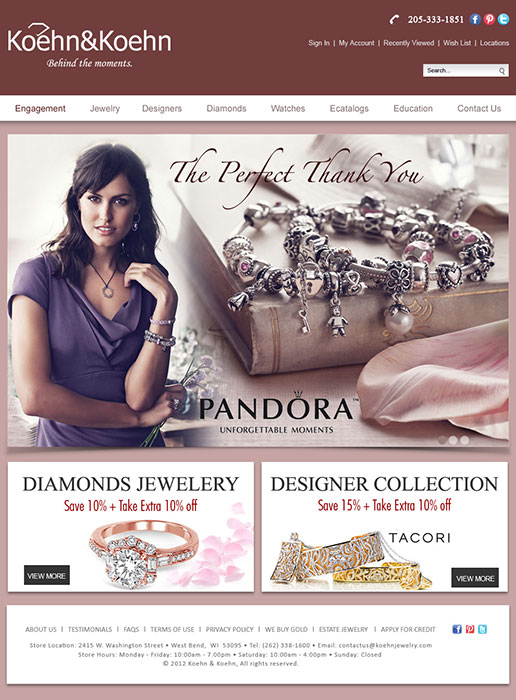 205-333-1851
Koehn&Koehn
Behind the moments.
Sign In | My Account | Recently Viewed | Wish List | Locations
Search...
Engagement Jewelry Designers Diamonds Watches Ecatalogs Education Contact Us
The Perfect Thank You
PANDORA™
UNFORGETTABLE MOMENTS
DIAMONDS JEWELERY
Save 10% + Take Extra 10% off
VIEW MORE
DESIGNER COLLECTION
Save 15% + Take Extra 10% off
TACORI
VIEW MORE
ABOUT US | TESTIMONIALS | FAQS | TERMS OF USE | PRIVACY POLICY | WE BUY GOLD | ESTATE JEWELRY | APPLY FOR CREDIT
Store Location: 2415 W. Washington Street • West Bend, WI 53095 • Tel: (262) 338-1600 • Email: contactus@koehnjewelry.com
Store Hours: Monday - Friday: 10:00am - 7:00pm • Saturday: 10:00am - 4:00pm • Sunday: Closed
© 2012 Koehn & Koehn, All rights reserved.